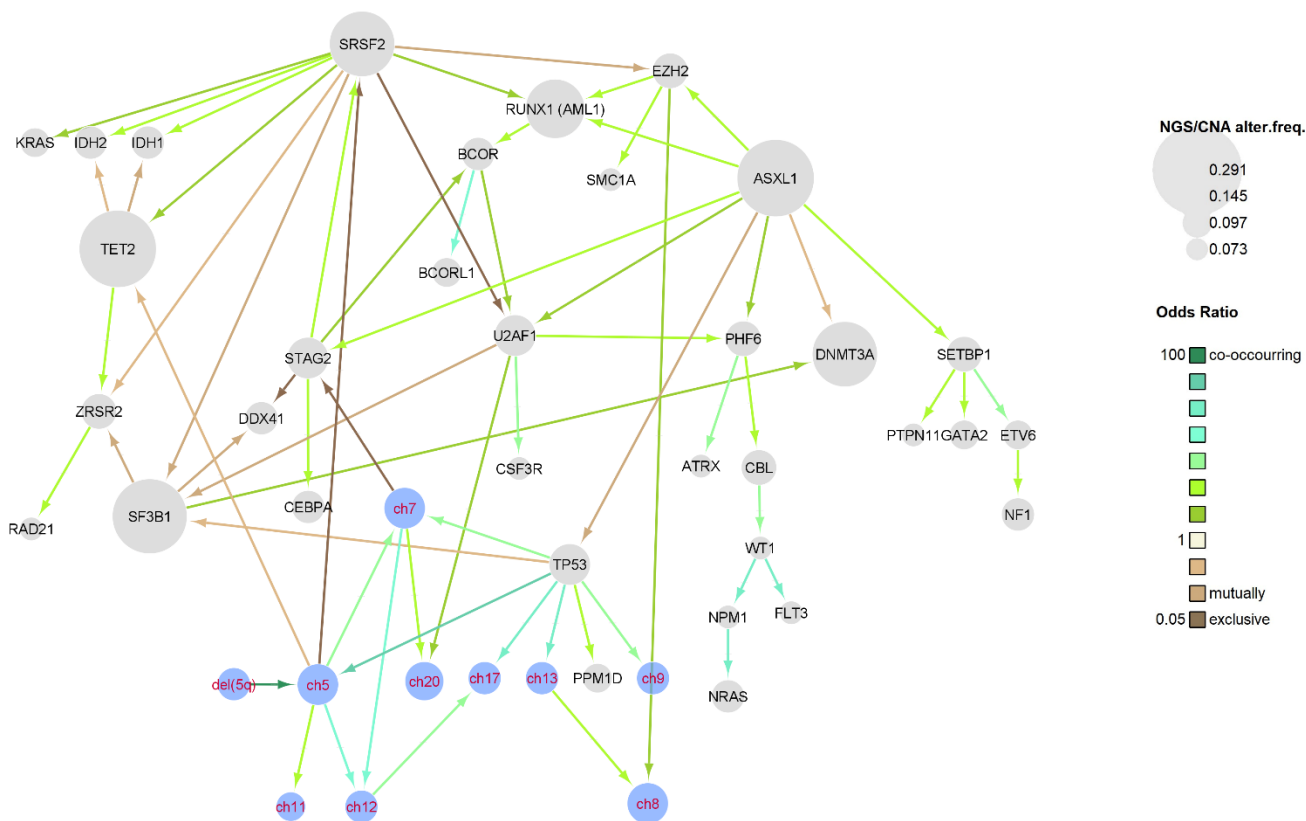 SRSF2
EZH2
RUNX1 (AML1)
KRAS
IDH2
IDH1
BCOR
SMC1A
ASXL1
TET2
BCORL1
STAG2
U2AF1
PHF6
DNMT3A
SETBP1
ZRSR2
DDX41
PTPN11
GATA2
ETV6
CSF3R
ATRX
CBL
RAD21
SF3B1
CEBPA
ch7
NF1
WT1
TP53
NPM1
FLT3
del(5q)
ch5
ch20
ch17
ch13
PPM1D
ch9
NRAS
ch11
ch12
ch8
NGS/CNA alter.freq.
0.291
0.145
0.097
0.073
Odds Ratio
100 co-occourring
1
mutually
0.05 exclusive